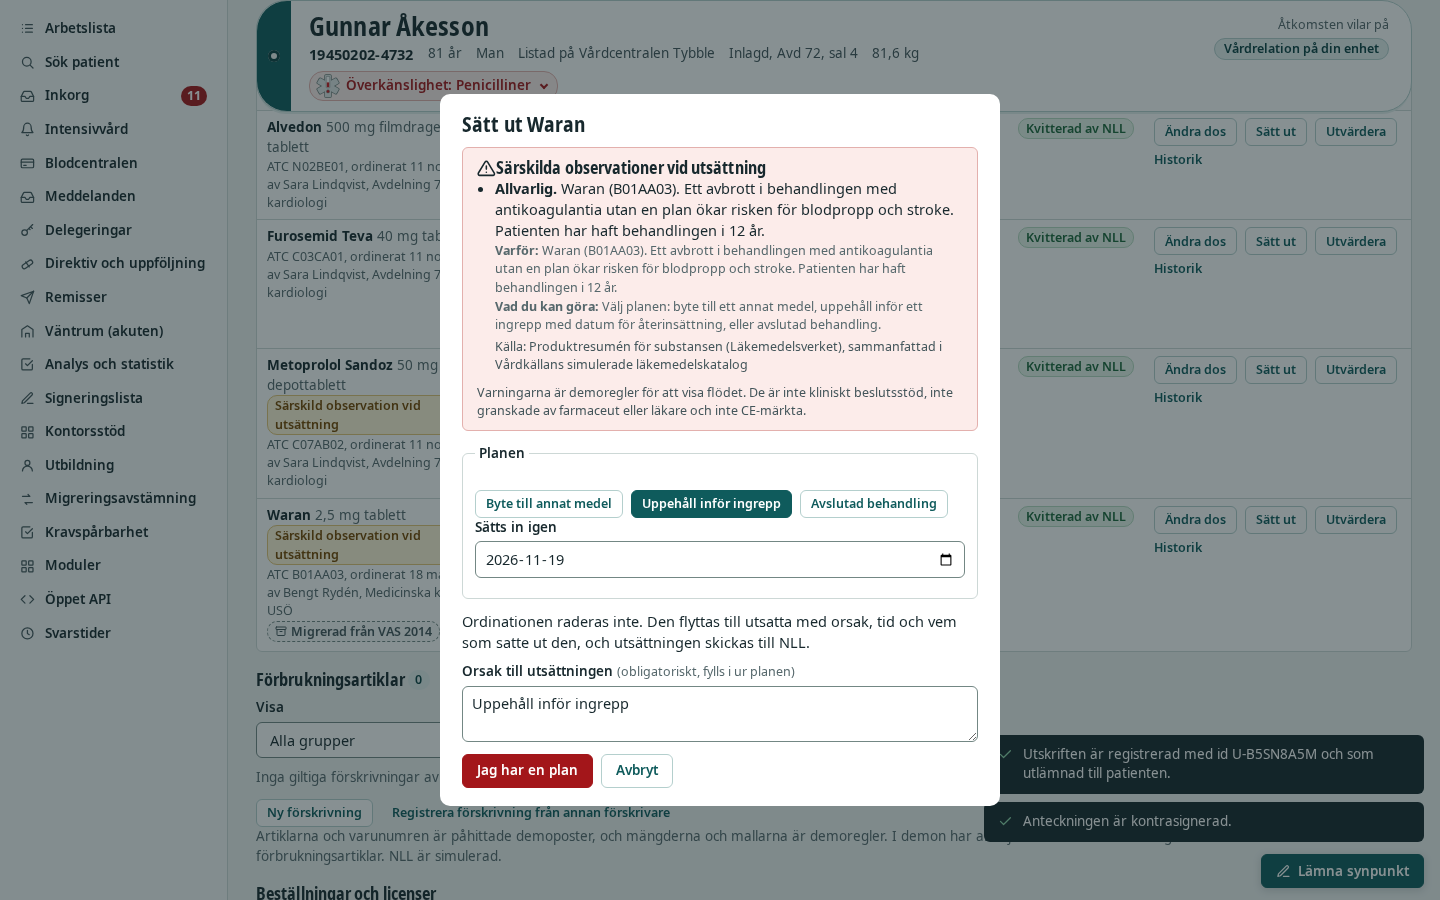 Arbetslista
Sök patient
Inkorg 11
Intensivvård
Blodcentralen
Meddelanden
Delegeringar
Direktiv och uppföljning
Remisser
Väntrum (akuten)
Analys och statistik
Signeringslista
Kontorsstöd
Utbildning
Migreringsavstämning
Kravspårbarhet
Moduler
Öppet API
Svarstider
Gunnar Åkesson
19450202-4732 81 år Man Listad på Vårdcentralen Tybble Inlagd, Avd 72, sal 4 81,6 kg
Överkänslighet: Penicilliner
Åtkomsten vilar på
Vårdrelation på din enhet
Alvedon 500 mg filmdrage
tablett
ATC N02BE01, ordinerat 11 no
av Sara Lindqvist, Avdelning 7
kardiologi
Kvitterad av NLL Ändra dos Sätt ut Utvärdera
Historik
Furosemid Teva 40 mg tab
ATC C03CA01, ordinerat 11 no
av Sara Lindqvist, Avdelning 7
kardiologi
Kvitterad av NLL Ändra dos Sätt ut Utvärdera
Historik
Metoprolol Sandoz 50 mg
depottablett
Särskild observation vid
utsättning
ATC C07AB02, ordinerat 11 no
av Sara Lindqvist, Avdelning 7
kardiologi
Kvitterad av NLL Ändra dos Sätt ut Utvärdera
Historik
Waran 2,5 mg tablett
Särskild observation vid
utsättning
ATC B01AA03, ordinerat 18 ma
av Bengt Rydén, Medicinska k
USÖ
Migrerad från VAS 2014
Kvitterad av NLL Ändra dos Sätt ut Utvärdera
Historik
Förbrukningsartiklar 0
Visa
Alla grupper
Inga giltiga förskrivningar av
Ny förskrivning Registrera förskrivning från annan förskrivare
Artiklarna och varunumren är påhittade demoposter, och mängderna och mallarna är demoregler. I demon har a
förbrukningsartiklar. NLL är simulerad.
Beställningar och licenser
Sätt ut Waran
Särskilda observationer vid utsättning
• Allvarlig. Waran (B01AA03). Ett avbrott i behandlingen med
antikoagulantia utan en plan ökar risken för blodpropp och stroke.
Patienten har haft behandlingen i 12 år.
Varför: Waran (B01AA03). Ett avbrott i behandlingen med antikoagulantia
utan en plan ökar risken för blodpropp och stroke. Patienten har haft
behandlingen i 12 år.
Vad du kan göra: Välj planen: byte till ett annat medel, uppehåll inför ett
ingrepp med datum för återinsättning, eller avslutad behandling.
Källa: Produktresumén för substansen (Läkemedelsverket), sammanfattad i
Vårdkällans simulerade läkemedelskatalog
Varningarna är demoregler för att visa flödet. De är inte kliniskt beslutsstöd, inte
granskade av farmaceut eller läkare och inte CE-märkta.
Planen
Byte till annat medel Uppehåll inför ingrepp Avslutad behandling
Sätts in igen
2026-11-19
Ordinationen raderas inte. Den flyttas till utsatta med orsak, tid och vem
som satte ut den, och utsättningen skickas till NLL.
Orsak till utsättningen (obligatoriskt, fylls i ur planen)
Uppehåll inför ingrepp
Jag har en plan Avbryt
Utskriften är registrerad med id U-B5SN8A5M och som
utlämnad till patienten.
Anteckningen är kontrasignerad.
Lämna synpunkt